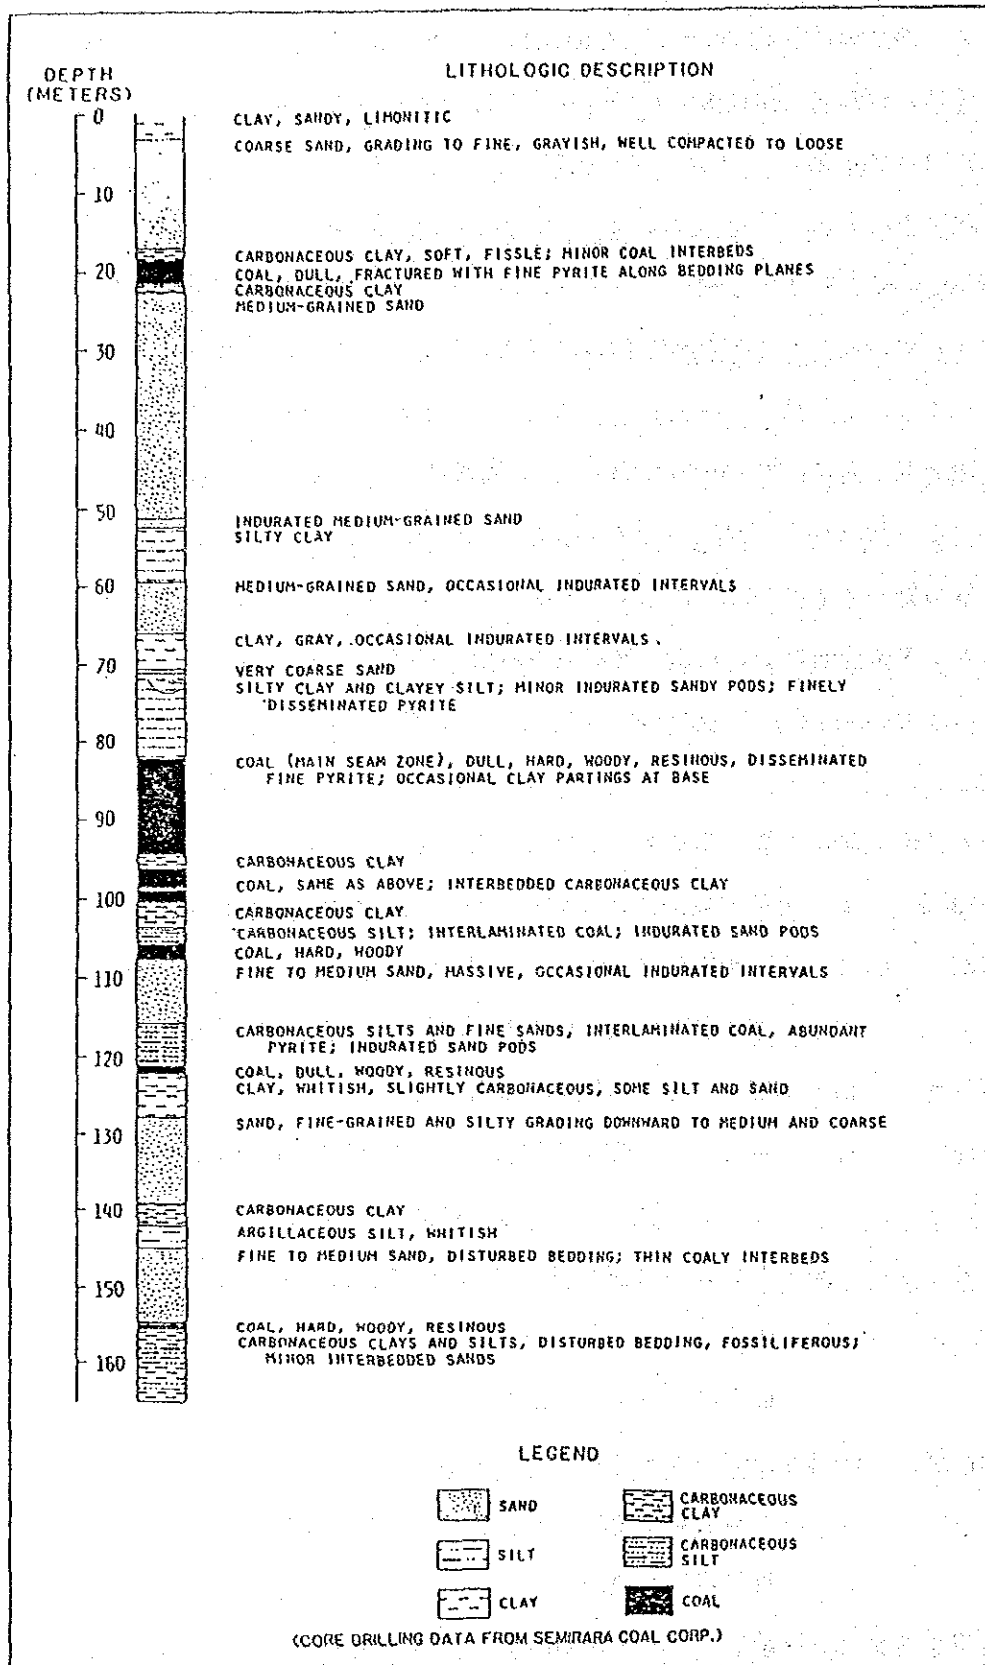 DEPTH
(METERS)
LITHOLOGIC DESCRIPTION
0
CLAY, SANDY, LIMONITIC
COARSE SAND, GRADING TO FINE, GRAYISH, WELL COMPACTED TO LOOSE
10
CARBONACEOUS CLAY, SOFT, FISSLE; MINOR COAL INTERBEDS
20
COAL, DULL, FRACTURED WITH FINE PYRITE ALONG BEDDING PLANES
CARBONACEOUS CLAY
MEDIUM-GRAINED SAND
30
40
50
INDURATED MEDIUM-GRAINED SAND
SILTY CLAY
60
MEDIUM-GRAINED SAND, OCCASIONAL INDURATED INTERVALS
CLAY, GRAY, OCCASIONAL INDURATED INTERVALS
70
VERY COARSE SAND
SILTY CLAY AND CLAYEY SILT; MINOR INDURATED SANDY PODS; FINELY
DISSEMINATED PYRITE
80
COAL (MAIN SEAM ZONE), DULL, HARD, WOODY, RESINOUS, DISSEMINATED
FINE PYRITE; OCCASIONAL CLAY PARTINGS AT BASE
90
CARBONACEOUS CLAY
COAL, SAME AS ABOVE; INTERBEDDED CARBONACEOUS CLAY
100
CARBONACEOUS CLAY
CARBONACEOUS SILT; INTERLAMINATED COAL; INDURATED SAND PODS
COAL, HARD, WOODY
110
FINE TO MEDIUM SAND, MASSIVE, OCCASIONAL INDURATED INTERVALS
CARBONACEOUS SILTS AND FINE SANDS, INTERLAMINATED COAL, ABUNDANT
PYRITE; INDURATED SAND PODS
120
COAL, DULL, WOODY, RESINOUS
CLAY, WHITISH, SLIGHTLY CARBONACEOUS, SOME SILT AND SAND
130
SAND, FINE-GRAINED AND SILTY GRADING DOWNWARD TO MEDIUM AND COARSE
140
CARBONACEOUS CLAY
ARGILLACEOUS SILT, WHITISH
FINE TO MEDIUM SAND, DISTURBED BEDDING; THIN COALY INTERBEDS
150
COAL, HARD, WOODY, RESINOUS
CARBONACEOUS CLAYS AND SILTS, DISTURBED BEDDING, FOSSILIFEROUS;
160
MINOR INTERBEDDED SANDS
LEGEND
SAND
CARBONACEOUS
CLAY
SILT
CARBONACEOUS
SILT
CLAY
COAL
(CORE DRILLING DATA FROM SEMIRARA COAL CORP.)